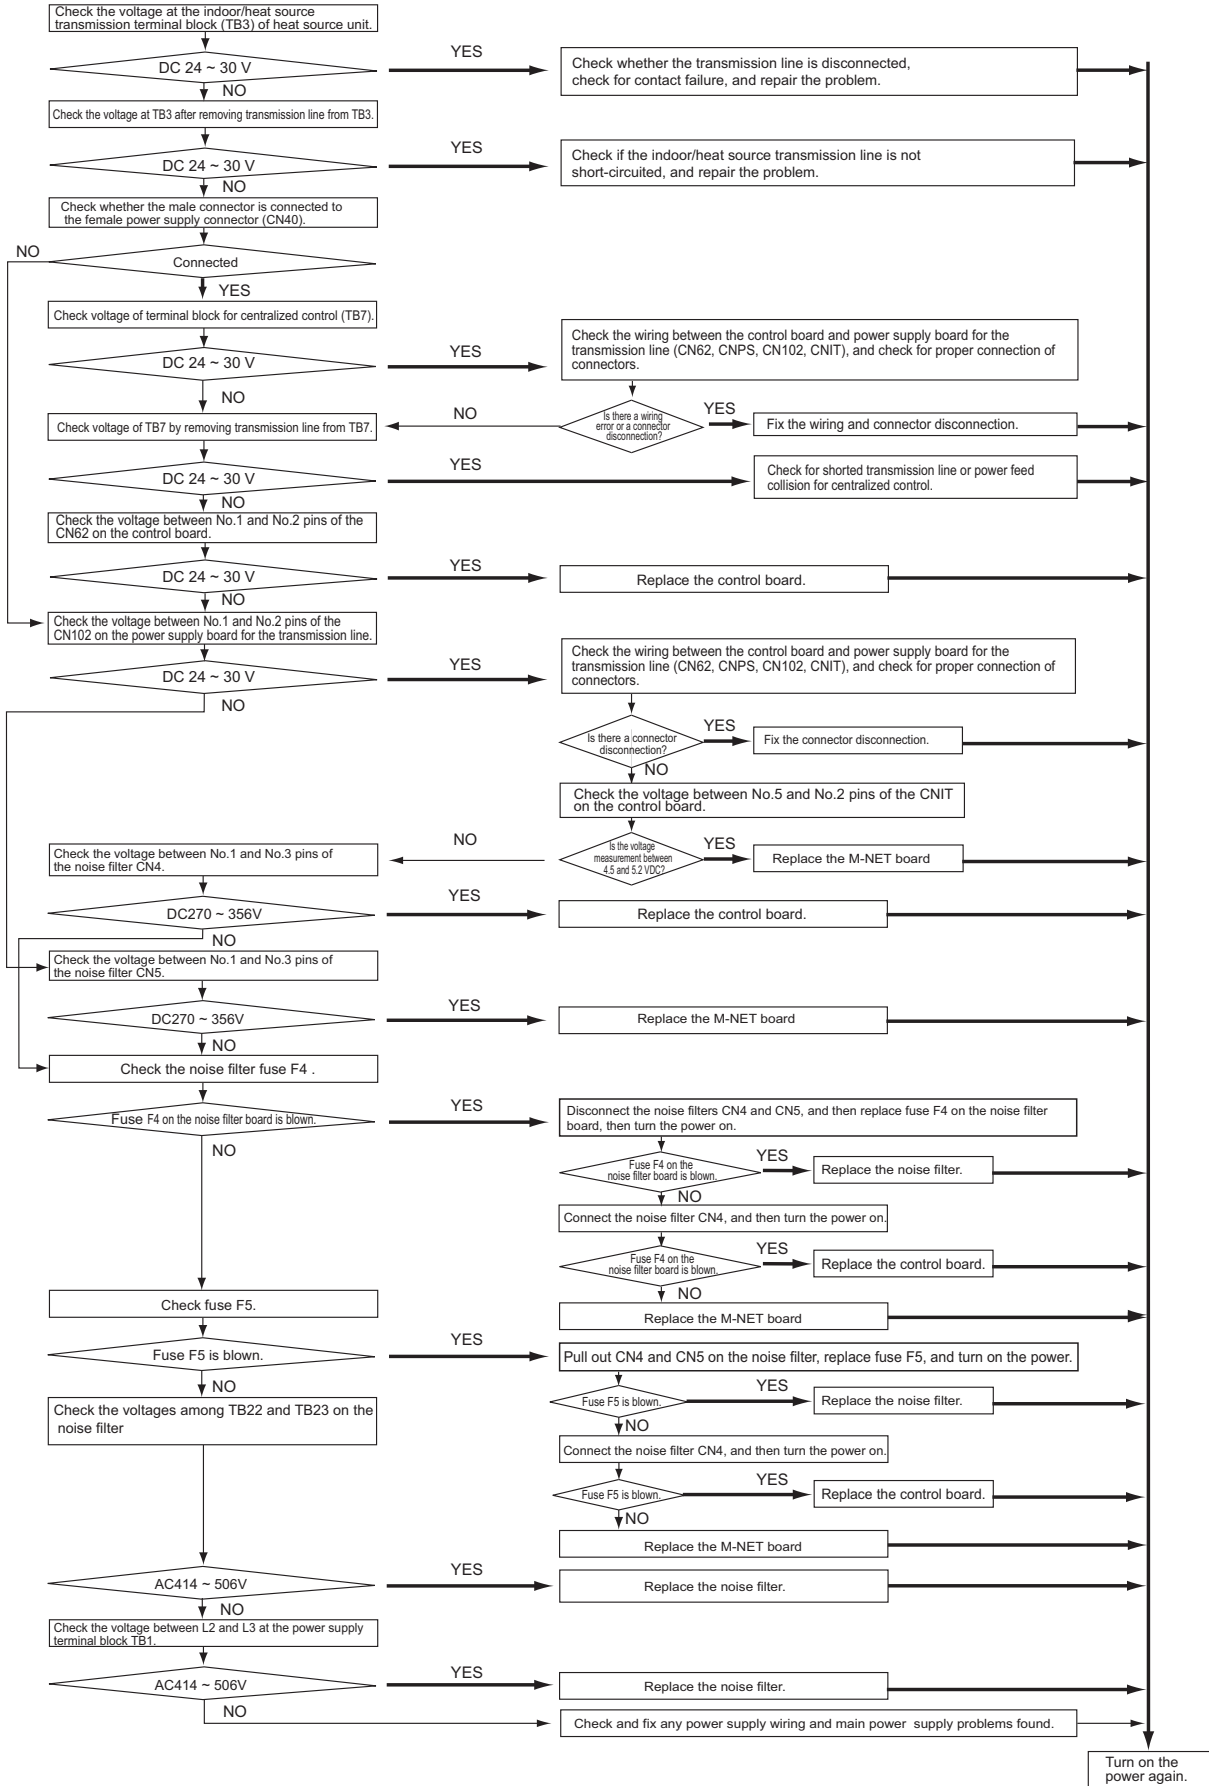 Check the voltage at the indoor/heat source
transmission terminal block (TB3) of heat source unit.
DC 24 ~ 30 V
YES
Check whether the transmission line is disconnected,
check for contact failure, and repair the problem.
NO
Check the voltage at TB3 after removing transmission line from TB3.
DC 24 ~ 30 V
YES
Check if the indoor/heat source transmission line is not
short-circuited, and repair the problem.
NO
Check whether the male connector is connected to
the female power supply connector (CN40).
NO
Connected
YES
Check voltage of terminal block for centralized control (TB7).
DC 24 ~ 30 V
YES
Check the wiring between the control board and power supply board for the
transmission line (CN62, CNPS, CN102, CNIT), and check for proper connection of
connectors.
NO
Check voltage of TB7 by removing transmission line from TB7.
NO
Is there a wiring
error or a connector
disconnection?
YES
Fix the wiring and connector disconnection.
DC 24 ~ 30 V
YES
Check for shorted transmission line or power feed
collision for centralized control.
NO
Check the voltage between No.1 and No.2 pins of the
CN62 on the control board.
DC 24 ~ 30 V
YES
Replace the control board.
NO
Check the voltage between No.1 and No.2 pins of the
CN102 on the power supply board for the transmission line.
DC 24 ~ 30 V
YES
Check the wiring between the control board and power supply board for the
transmission line (CN62, CNPS, CN102, CNIT), and check for proper connection of
connectors.
NO
Is there a connector
disconnection?
YES
Fix the connector disconnection.
NO
Check the voltage between No.5 and No.2 pins of the CNIT
on the control board.
Check the voltage between No.1 and No.3 pins of
the noise filter CN4.
NO
Is the voltage
measurement between
4.5 and 5.2 VDC?
YES
Replace the M-NET board
DC270 ~ 356V
YES
Replace the control board.
NO
Check the voltage between No.1 and No.3 pins of
the noise filter CN5.
DC270 ~ 356V
YES
Replace the M-NET board
NO
Check the noise filter fuse F4 .
Fuse F4 on the noise filter board is blown.
YES
Disconnect the noise filters CN4 and CN5, and then replace fuse F4 on the noise filter
board, then turn the power on.
NO
Fuse F4 on the
noise filter board is blown.
YES
Replace the noise filter.
NO
Connect the noise filter CN4, and then turn the power on.
Fuse F4 on the
noise filter board is blown.
YES
Replace the control board.
NO
Replace the M-NET board
Check fuse F5.
Fuse F5 is blown.
YES
Pull out CN4 and CN5 on the noise filter, replace fuse F5, and turn on the power.
NO
Check the voltages among TB22 and TB23 on the
noise filter
Fuse F5 is blown.
YES
Replace the noise filter.
NO
Connect the noise filter CN4, and then turn the power on.
Fuse F5 is blown.
YES
Replace the control board.
NO
Replace the M-NET board
AC414 ~ 506V
YES
Replace the noise filter.
NO
Check the voltage between L2 and L3 at the power supply
terminal block TB1.
AC414 ~ 506V
YES
Replace the noise filter.
NO
Check and fix any power supply wiring and main power supply problems found.
Turn on the
power again.